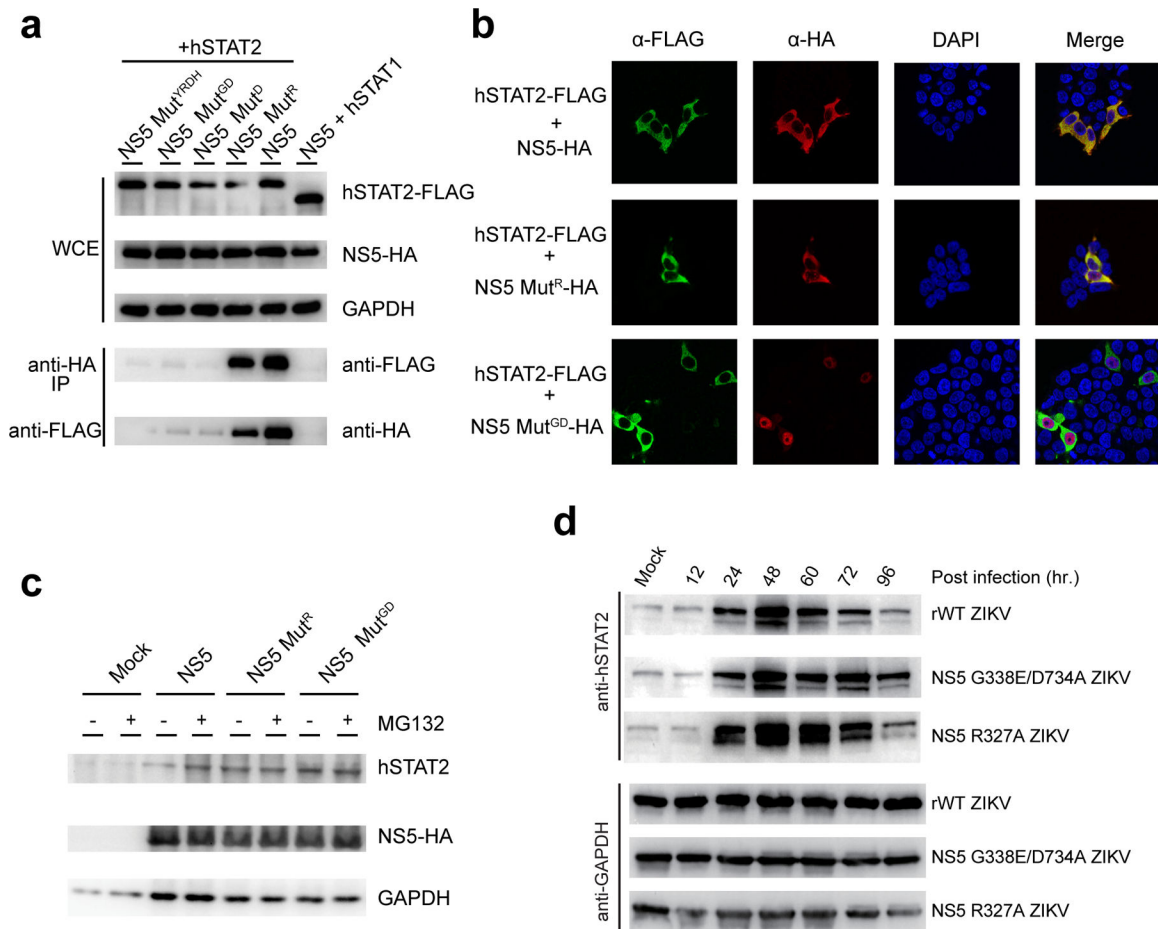 a
+hSTAT2
NS5 Mut^YRDH
NS5 Mut^GD
NS5 Mut^D
NS5 Mut^R
NS5
NS5 + hSTAT1
WCE
hSTAT2-FLAG
NS5-HA
GAPDH
anti-HA IP anti-FLAG
anti-FLAG anti-HA
b
α-FLAG α-HA DAPI Merge
hSTAT2-FLAG
+
NS5-HA
hSTAT2-FLAG
+
NS5 Mut^R-HA
hSTAT2-FLAG
+
NS5 Mut^GD-HA
c
Mock NS5 NS5 Mut^R NS5 Mut^GD
- + - + - + - + MG132
hSTAT2
NS5-HA
GAPDH
d
Mock 12 24 48 60 72 96 Post infection (hr.)
anti-hSTAT2
rWT ZIKV
NS5 G338E/D734A ZIKV
NS5 R327A ZIKV
anti-GAPDH
rWT ZIKV
NS5 G338E/D734A ZIKV
NS5 R327A ZIKV